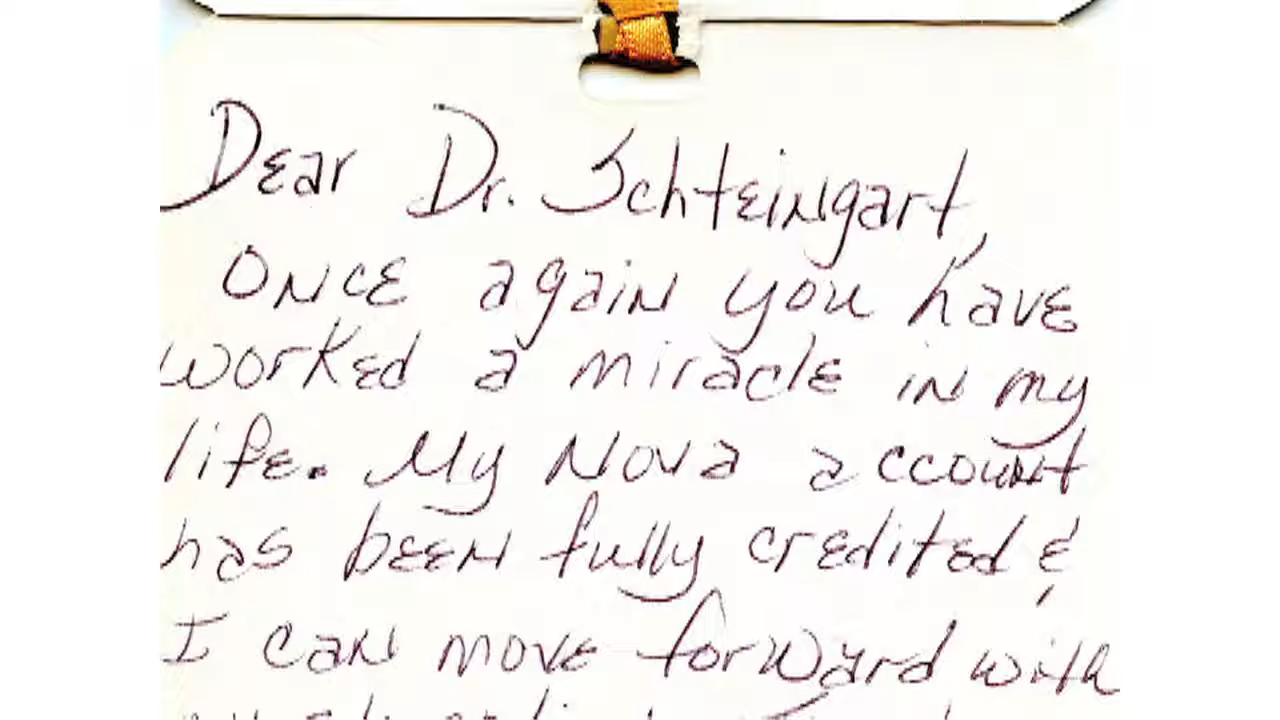 Dear Dr. Schteingart,
Once again you have
worked a miracle in my
life. My Nova account
has been fully credited &
I can move forward with